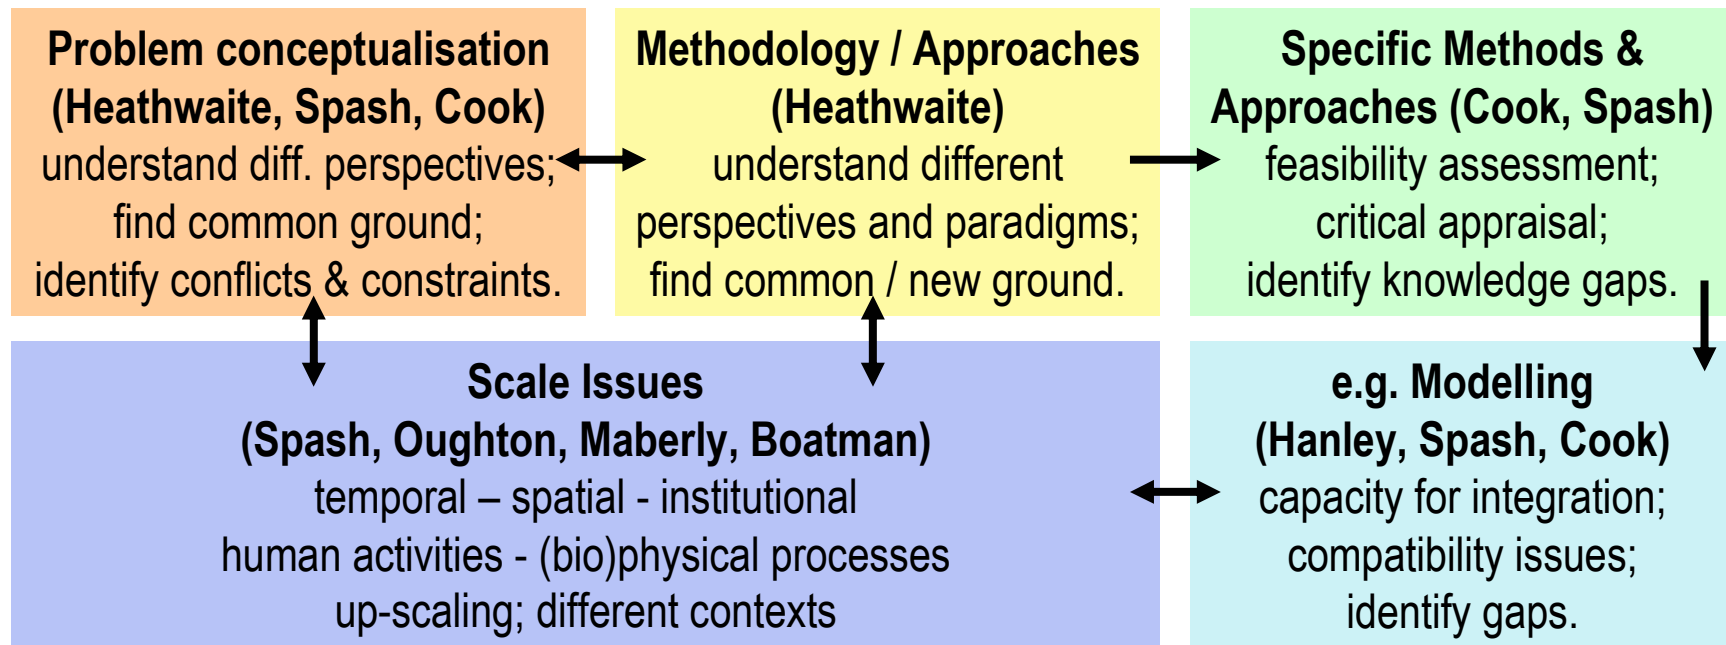 Problem conceptualisation
(Heathwaite, Spash, Cook)
understand diff. perspectives;
find common ground;
identify conflicts & constraints.
Methodology / Approaches
(Heathwaite)
understand different
perspectives and paradigms;
find common / new ground.
Specific Methods &
Approaches (Cook, Spash)
feasibility assessment;
critical appraisal;
identify knowledge gaps.
Scale Issues
(Spash, Oughton, Maberly, Boatman)
temporal – spatial - institutional
human activities - (bio)physical processes
up-scaling; different contexts
e.g. Modelling
(Hanley, Spash, Cook)
capacity for integration;
compatibility issues;
identify gaps.